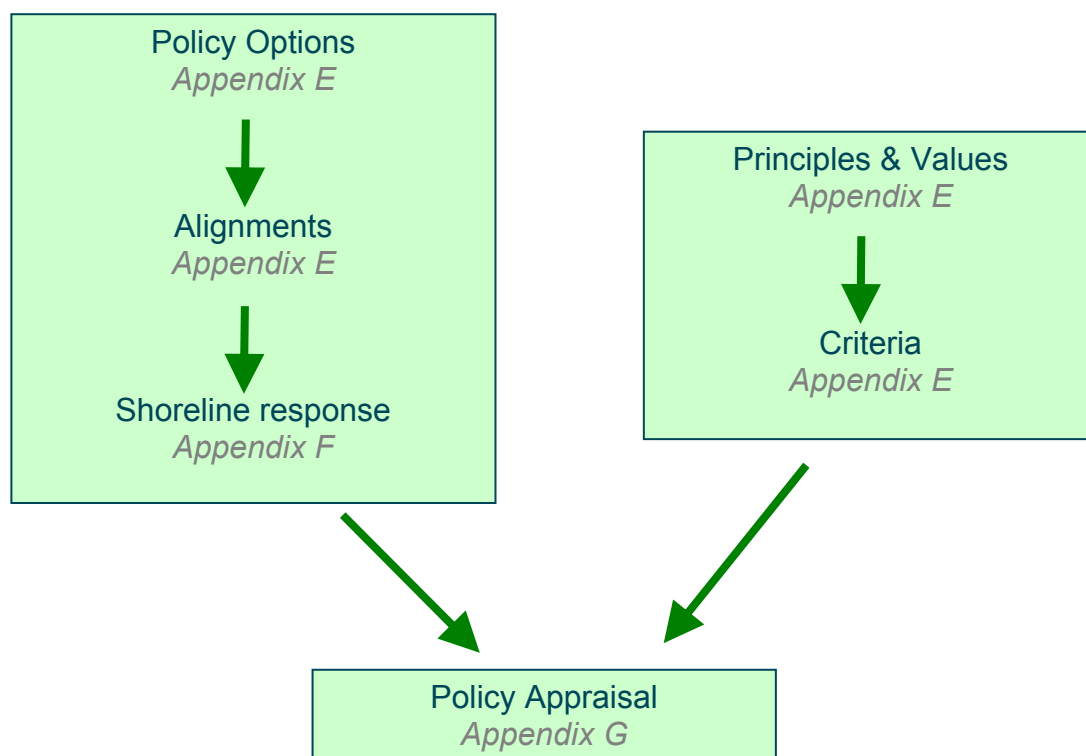 Policy Options
Appendix E
Alignments
Appendix E
Shoreline response
Appendix F
Principles & Values
Appendix E
Criteria
Appendix E
Policy Appraisal
Appendix G